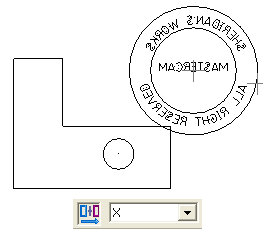 SHERIDAN'S WORKS
MASTERCAM
ALL RIGHT RESERVED
X